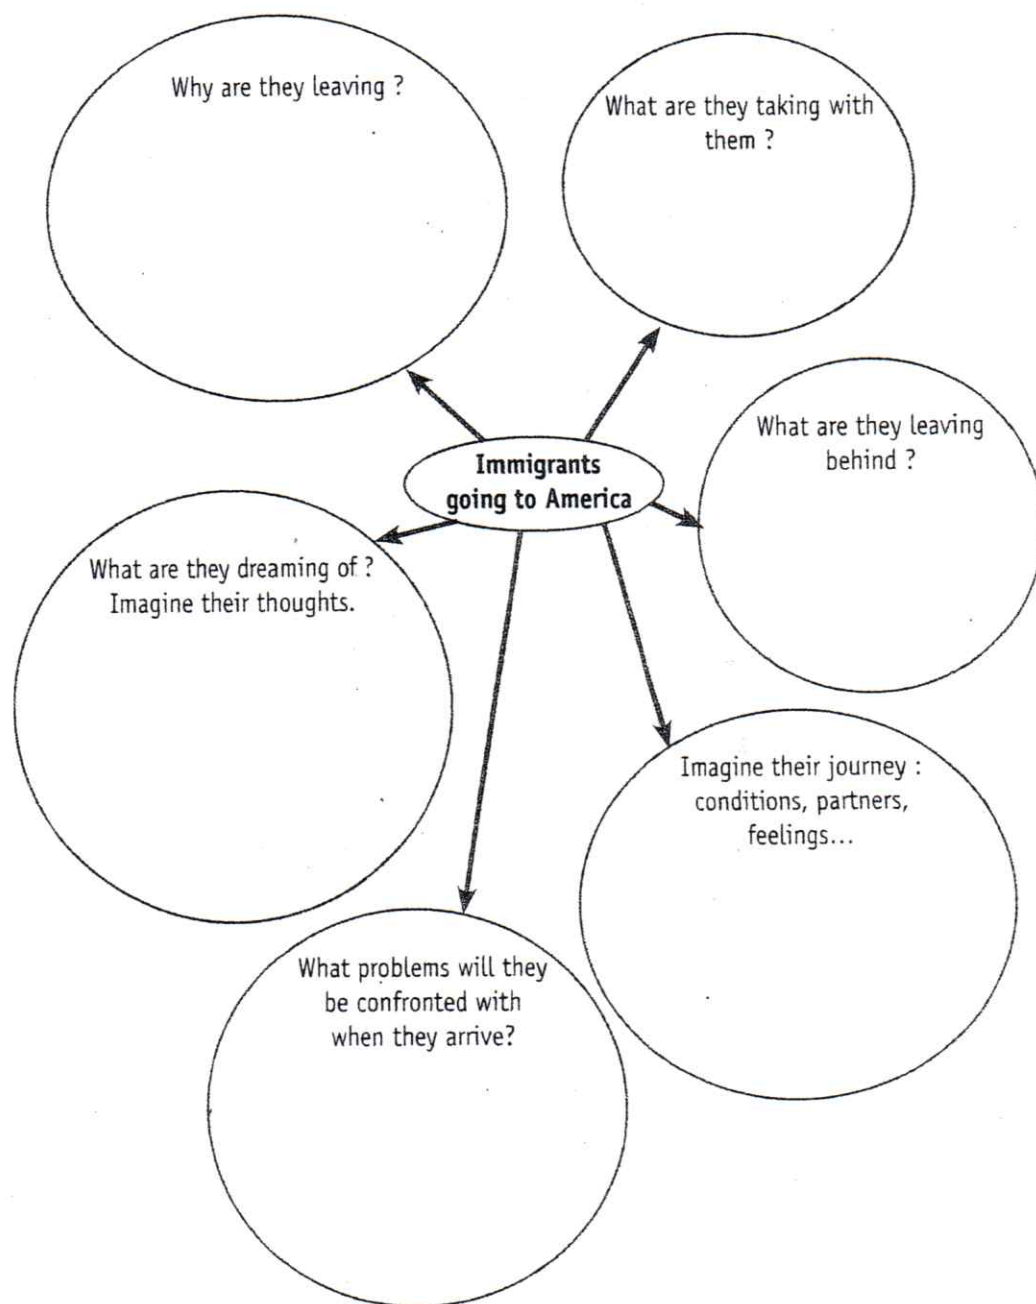 Why are they leaving ?
What are they taking with
them ?
What are they leaving
behind ?
Immigrants
going to America
What are they dreaming of ?
Imagine their thoughts.
Imagine their journey :
conditions, partners,
feelings...
What problems will they
be confronted with
when they arrive?